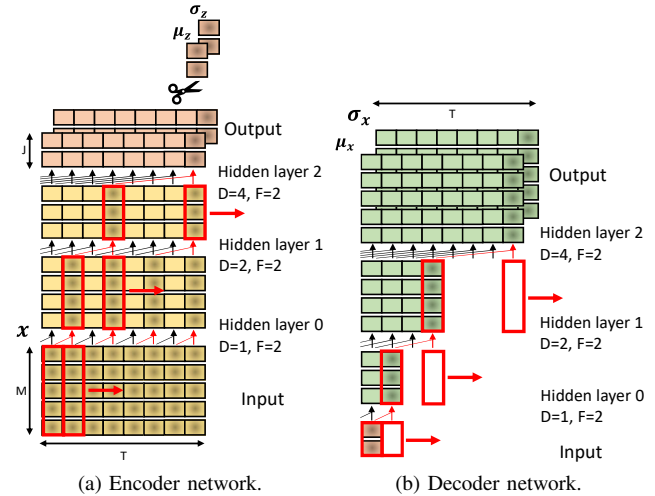 σz
μz
J
Output
Hidden layer 2
D=4, F=2
Hidden layer 1
D=2, F=2
Hidden layer 0
D=1, F=2
x
M
Input
T
(a) Encoder network.
T
σx
μx
Output
Hidden layer 2
D=4, F=2
Hidden layer 1
D=2, F=2
Hidden layer 0
D=1, F=2
Input
(b) Decoder network.